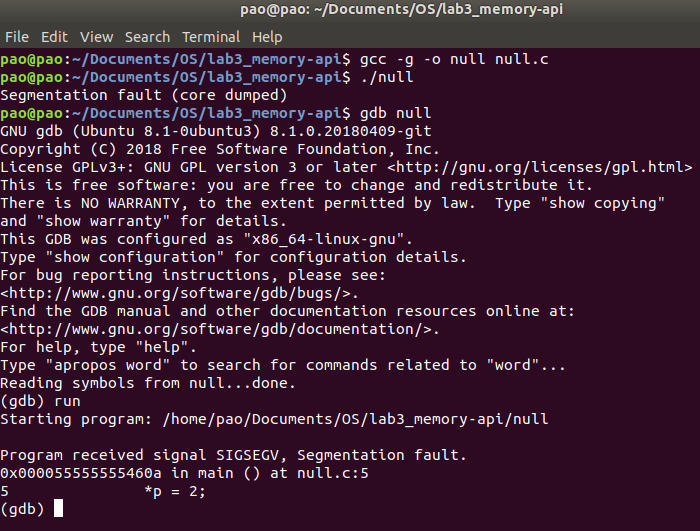 pao@pao: ~/Documents/OS/lab3_memory-api
File Edit View Search Terminal Help
pao@pao:~/Documents/OS/lab3_memory-api$ gcc -g -o null null.c
pao@pao:~/Documents/OS/lab3_memory-api$ ./null
Segmentation fault (core dumped)
pao@pao:~/Documents/OS/lab3_memory-api$ gdb null
GNU gdb (Ubuntu 8.1-0ubuntu3) 8.1.0.20180409-git
Copyright (C) 2018 Free Software Foundation, Inc.
License GPLv3+: GNU GPL version 3 or later <http://gnu.org/licenses/gpl.html>
This is free software: you are free to change and redistribute it.
There is NO WARRANTY, to the extent permitted by law.  Type "show copying"
and "show warranty" for details.
This GDB was configured as "x86_64-linux-gnu".
Type "show configuration" for configuration details.
For bug reporting instructions, please see:
<http://www.gnu.org/software/gdb/bugs/>.
Find the GDB manual and other documentation resources online at:
<http://www.gnu.org/software/gdb/documentation/>.
For help, type "help".
Type "apropos word" to search for commands related to "word"...
Reading symbols from null...done.
(gdb) run
Starting program: /home/pao/Documents/OS/lab3_memory-api/null
Program received signal SIGSEGV, Segmentation fault.
0x000055555555460a in main () at null.c:5
5               *p = 2;
(gdb)